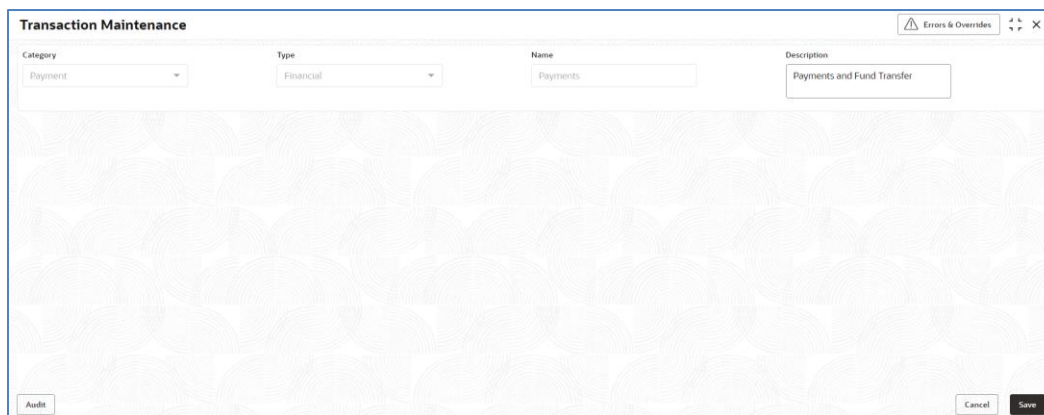 Transaction Maintenance
Errors & Overrides
Category
Type
Name
Description
Payment
Financial
Payments
Payments and Fund Transfer
Audit
Cancel
Save